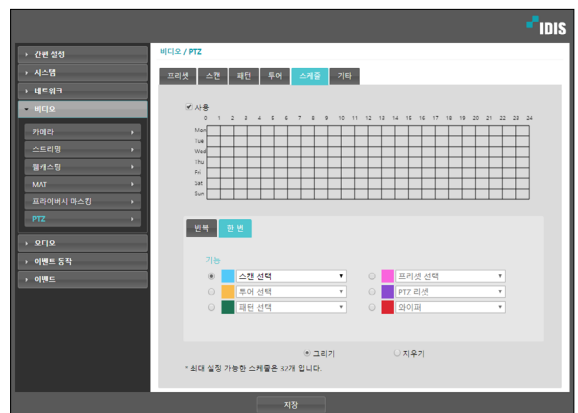 IDIS
간편 설정
시스템
네트워크
비디오
카메라
스트리밍
웹캐스팅
MAT
프라이버시 마스킹
PTZ
오디오
이벤트 동작
이벤트
비디오 / PTZ
프리셋 스캔 패턴 투어 스케줄 기타
사용
0 1 2 3 4 5 6 7 8 9 10 11 12 13 14 15 16 17 18 19 20 21 22 23 24
Mon
Tue
Wed
Thu
Fri
Sat
Sun
반복 한 번
기능
스캔 선택 프리셋 선택
투어 선택 PTZ 리셋
패턴 선택 와이퍼
그리기 지우기
* 최대 설정 가능한 스케줄은 32개 입니다.
저장